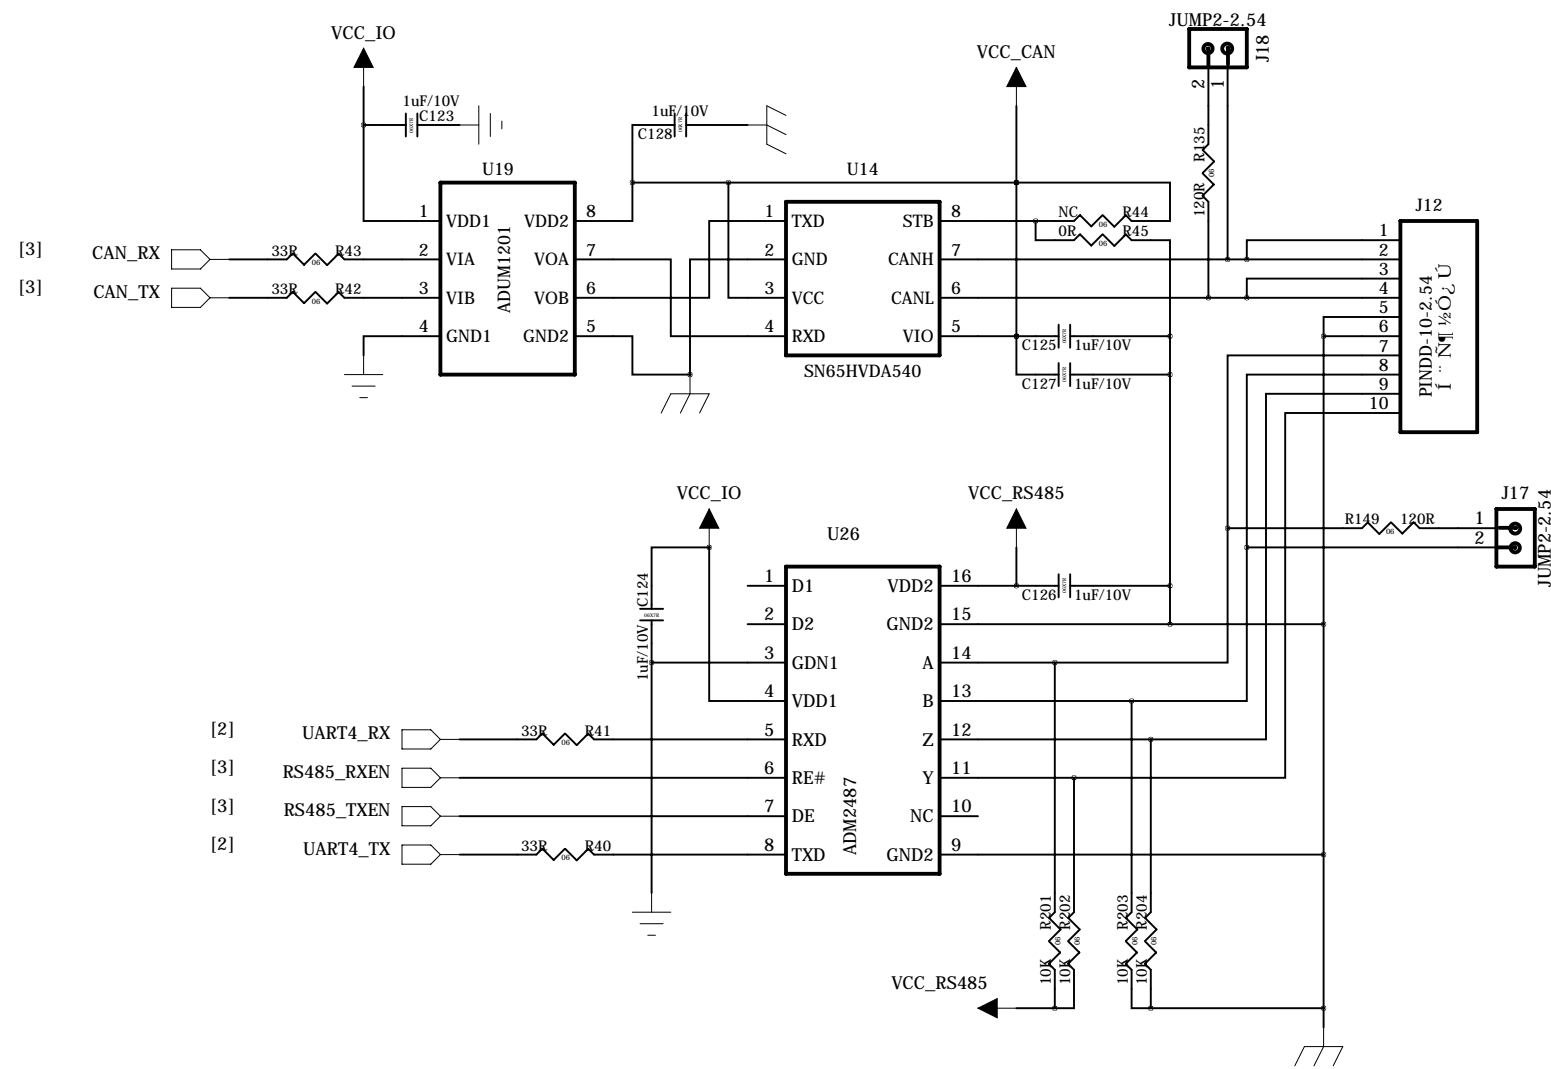 JUMP2-2.54
J18
2
1
VCC_IO
VCC_CAN
1uF/10V
C123
1uF/10V
C128
R135
120R
U19
U14
J12
1 VDD1 VDD2 8
VIA VOA
2 7
VIB VOB
3 6
GND1 GND2
4 5
ADUM1201
1 TXD STB 8
2 GND CANH 7
3 VCC CANL 6
4 RXD VIO 5
SN65HVDA540
NC R44
0R R45
[3] CAN_RX 33R R43
[3] CAN_TX 33R R42
C125 1uF/10V
C127 1uF/10V
1
2
3
4
5
6
7
8
9
10
PINDD-10-2.54
Í ¨ Ñ¶ ½Ó¿ Ú
VCC_IO
VCC_RS485
J17
JUMP2-2.54
1
2
R149 120R
U26
C124
1uF/10V
1 D1 VDD2 16
2 D2 GND2 15
3 GDN1 A 14
4 VDD1 B 13
5 RXD Z 12
6 RE# Y 11
7 DE NC 10
8 TXD GND2 9
ADM2487
C126 1uF/10V
[2] UART4_RX 33R R41
[3] RS485_RXEN
[3] RS485_TXEN
[2] UART4_TX 33R R40
R201
10K
R202
10K
R203
10K
R204
10K
VCC_RS485